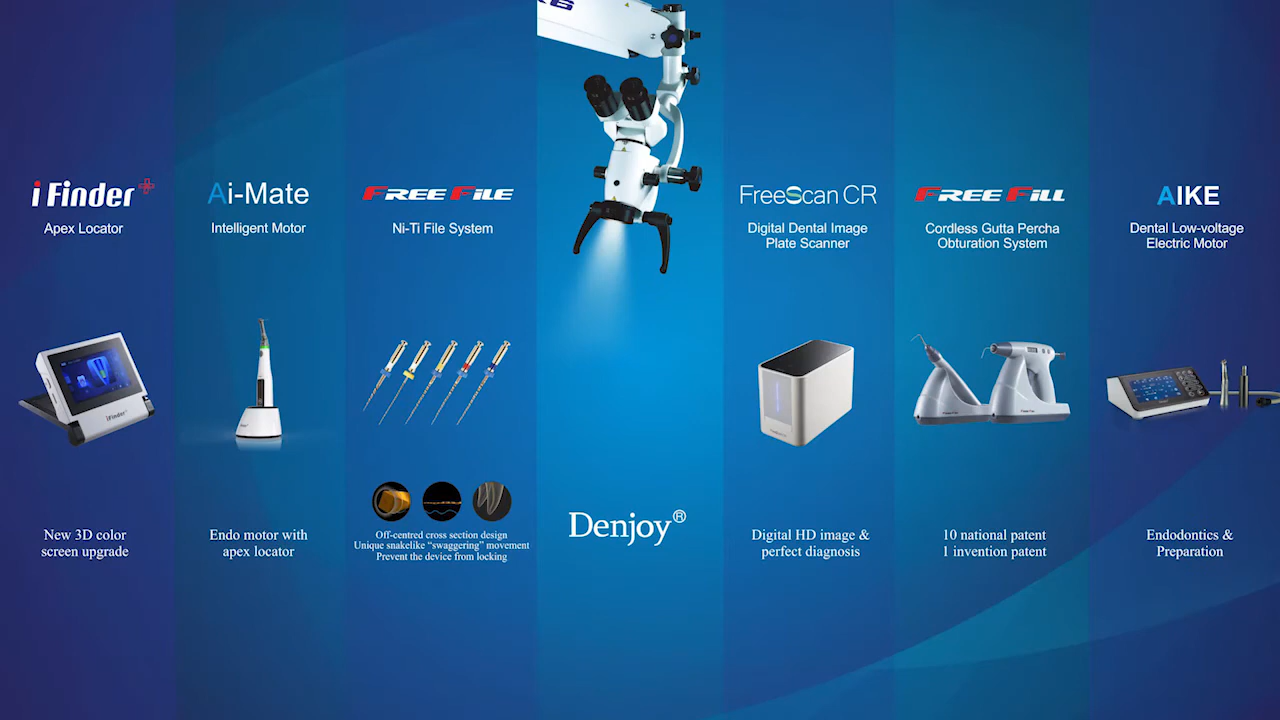 i Finder+
Apex Locator
New 3D color
screen upgrade
Ai-Mate
Intelligent Motor
Endo motor with
apex locator
FREE FILE
Ni-Ti File System
Off-centred cross section design
Unique snakelike “swaggering” movement
Prevent the device from locking
Denjoy®
FreeScan CR
Digital Dental Image
Plate Scanner
Digital HD image &
perfect diagnosis
FREE FILL
Cordless Gutta Percha
Obturation System
10 national patent
1 invention patent
AIKE
Dental Low-voltage
Electric Motor
Endodontics &
Preparation
iFinder+